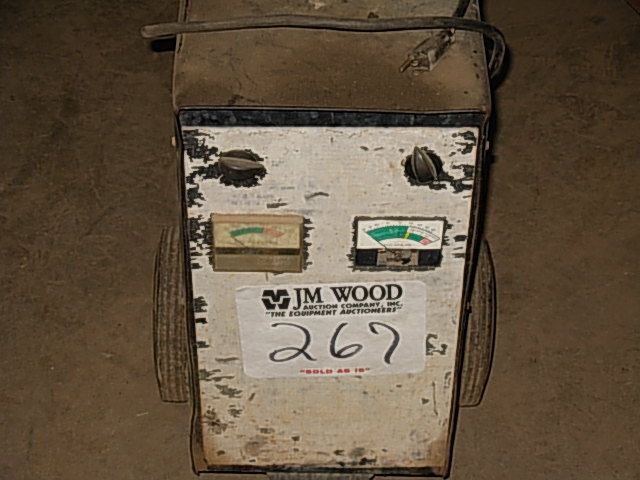 JM WOOD
AUCTION COMPANY, INC.
"THE EQUIPMENT AUCTIONEERS"
267
"SOLD AS IS"